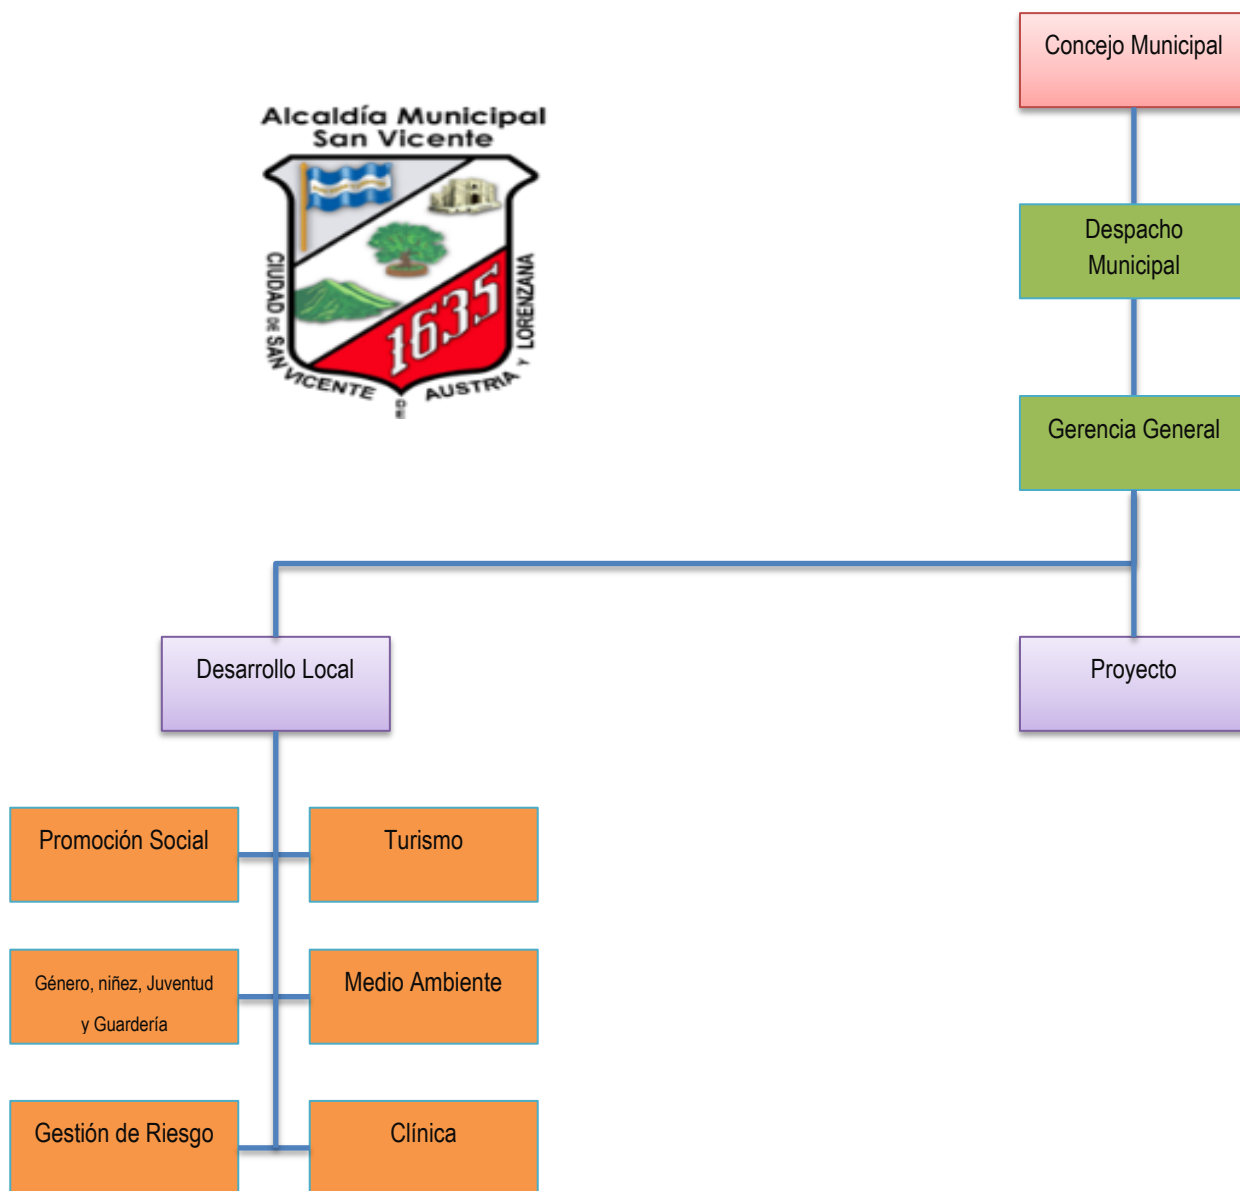 Concejo Municipal
Alcaldía Municipal
San Vicente
CIUDAD DE SAN VICENTE DE AUSTRIA Y LORENZANA
1635
Despacho
Municipal
Gerencia General
Desarrollo Local
Proyecto
Promoción Social
Turismo
Género, niñez, Juventud
y Guardería
Medio Ambiente
Gestión de Riesgo
Clínica